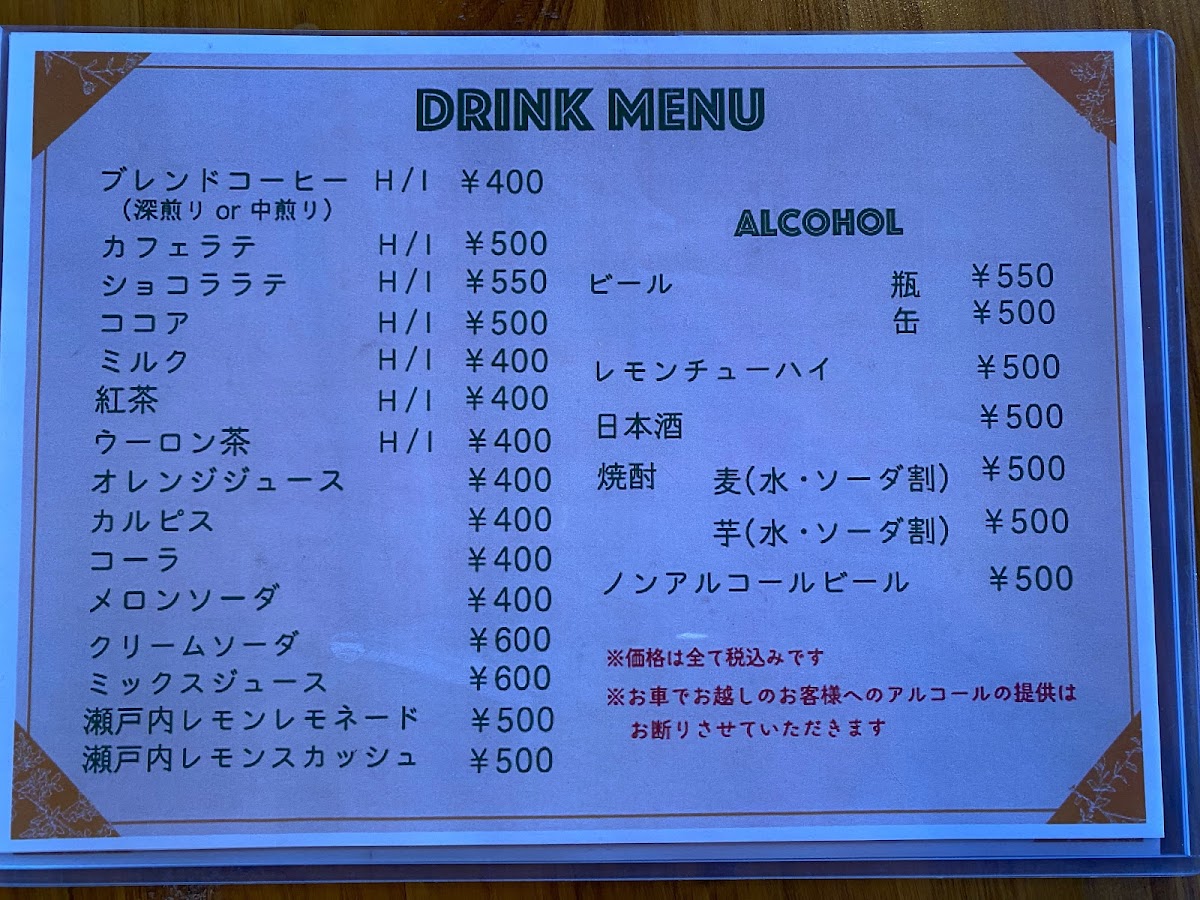 DRINK MENU
ブレンドコーヒー H/I ¥400
(深煎り or 中煎り)
カフェラテ H/I ¥500
ショコララテ H/I ¥550
ココア H/I ¥500
ミルク H/I ¥400
紅茶 H/I ¥400
ウーロン茶 H/I ¥400
オレンジジュース ¥400
カルピス ¥400
コーラ ¥400
メロンソーダ ¥400
クリームソーダ ¥600
ミックスジュース ¥600
瀬戸内レモンレモネード ¥500
瀬戸内レモンスカッシュ ¥500
ALCOHOL
ビール 瓶 ¥550
缶 ¥500
レモンチューハイ ¥500
日本酒 ¥500
焼酎 麦(水・ソーダ割) ¥500
芋(水・ソーダ割) ¥500
ノンアルコールビール ¥500
※価格は全て税込みです
※お車でお越しのお客様へのアルコールの提供は
お断りさせていただきます